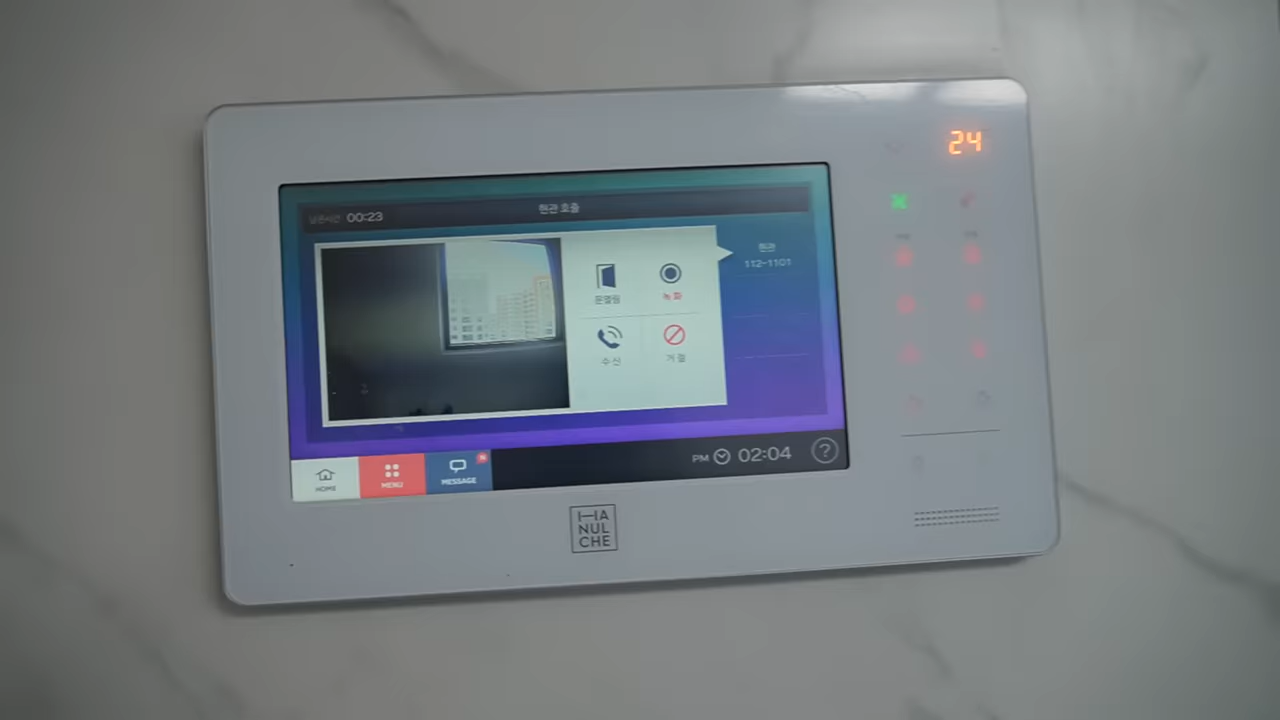 24
00:23
현관 호출
현관
112-1101
문열림
녹화
수신
거절
HOME
MENU
N
MESSAGE
PM 02:04 ?
HA
NUL
CHE